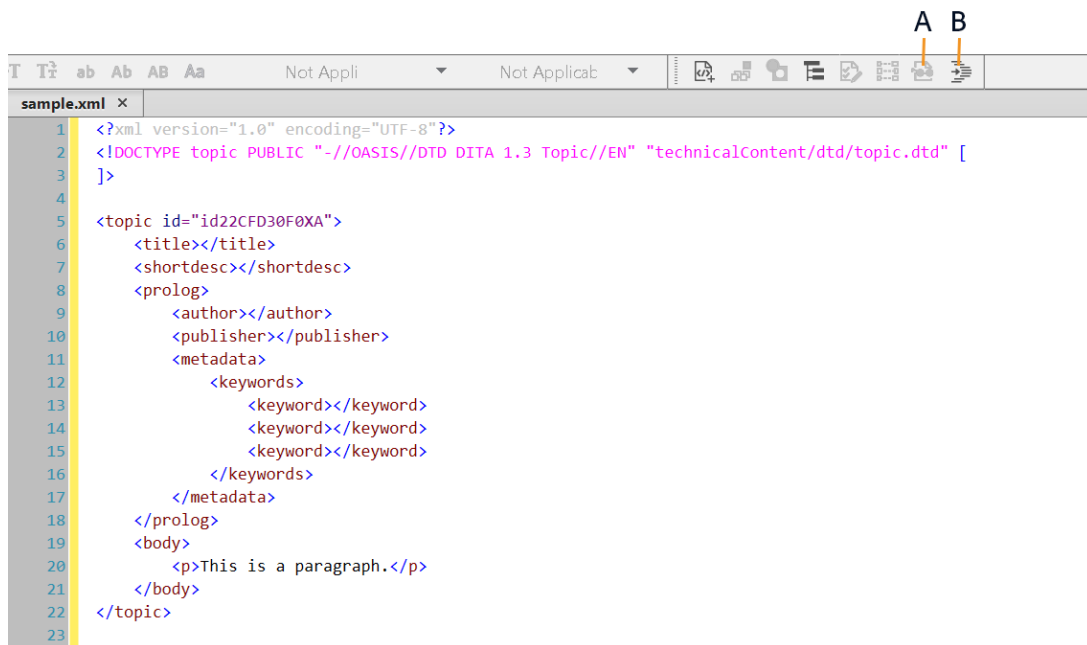 A B
T T ab Ab AB Aa Not Appli Not Applicab
sample.xml ×
1 <?xml version="1.0" encoding="UTF-8"?>
2 <!DOCTYPE topic PUBLIC "-//OASIS//DTD DITA 1.3 Topic//EN" "technicalContent/dtd/topic.dtd" [
3 ]>
4
5 <topic id="id22CFD30F0XA">
6 <title></title>
7 <shortdesc></shortdesc>
8 <prolog>
9 <author></author>
10 <publisher></publisher>
11 <metadata>
12 <keywords>
13 <keyword></keyword>
14 <keyword></keyword>
15 <keyword></keyword>
16 </keywords>
17 </metadata>
18 </prolog>
19 <body>
20 <p>This is a paragraph.</p>
21 </body>
22 </topic>
23